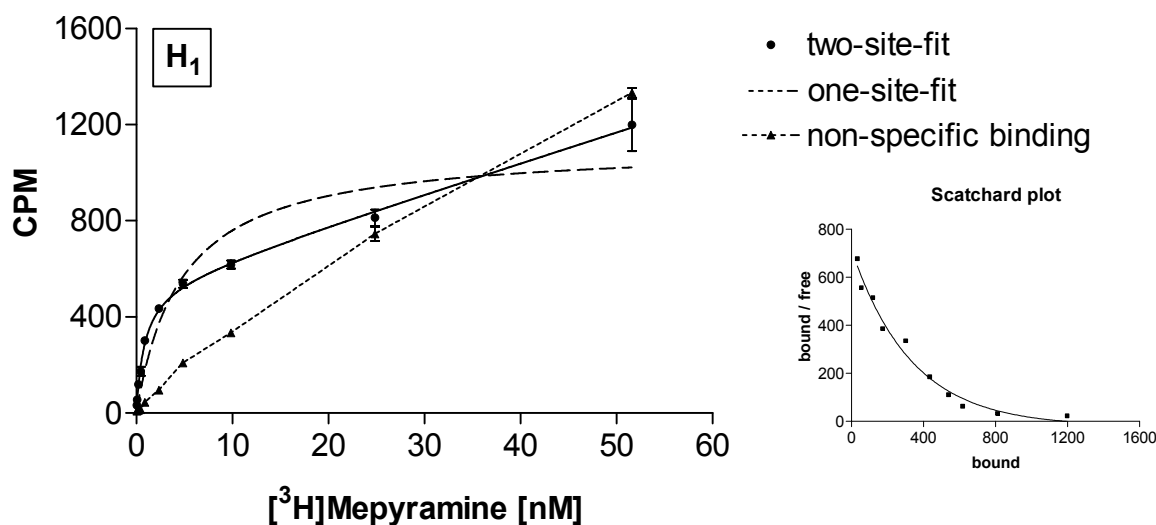 1600
1200
800
400
0
CPM
H1
0 10 20 30 40 50 60
[3H]Mepyramine [nM]
two-site-fit
one-site-fit
non-specific binding
Scatchard plot
800
600
400
200
0
bound / free
0 400 800 1200 1600
bound